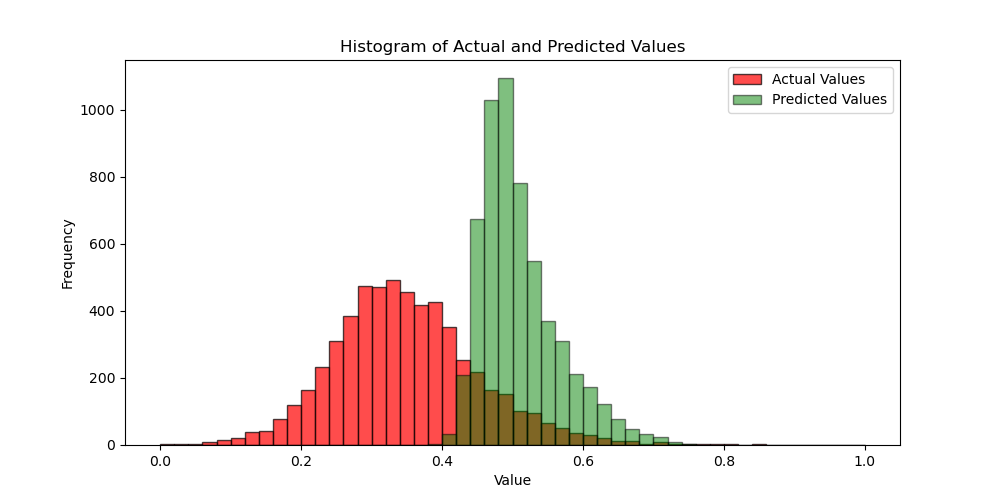 Histogram of Actual and Predicted Values
Actual Values
Predicted Values
1000
800
600
400
200
0
Frequency
0.0 0.2 0.4 0.6 0.8 1.0
Value